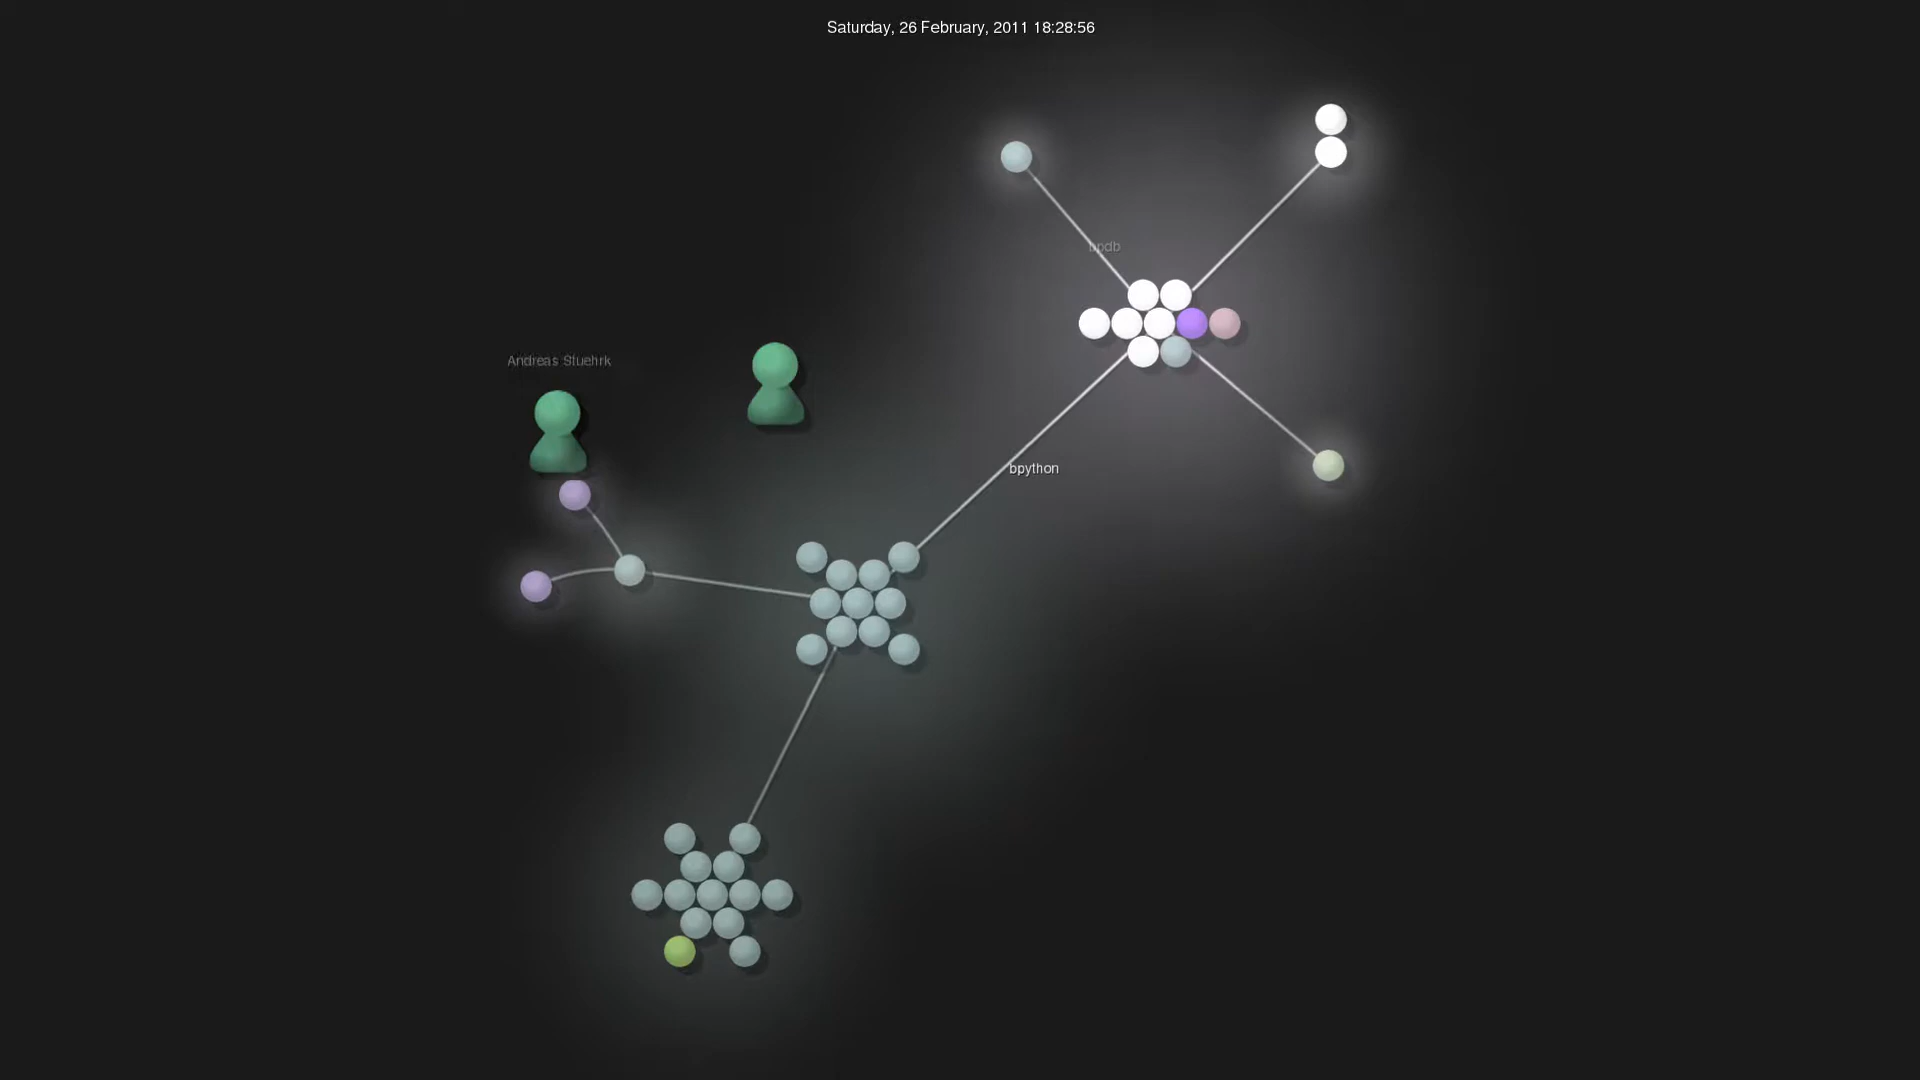 Saturday, 26 February, 2011 18:28:56
bpdb
Andreas Stuehrk
bpython